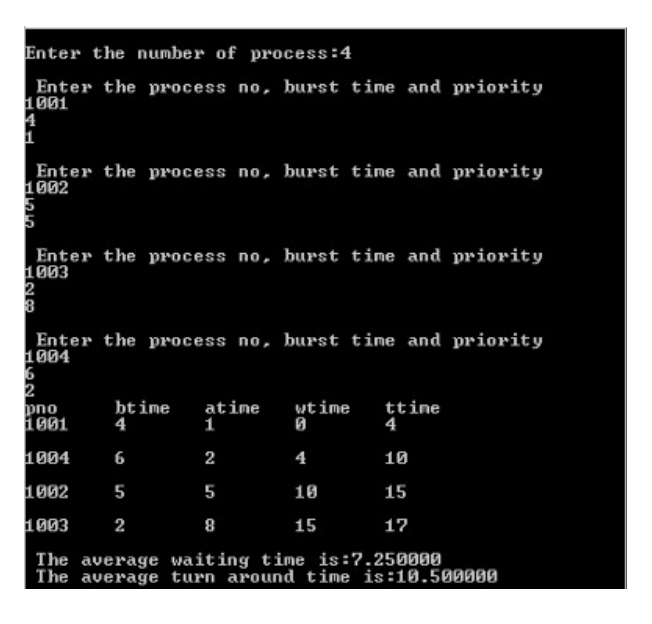 Enter the number of process:4
Enter the process no, burst time and priority
1001
4
1
Enter the process no, burst time and priority
1002
5
5
Enter the process no, burst time and priority
1003
2
8
Enter the process no, burst time and priority
1004
6
2
pno btime atime wtime ttime
1001 4 1 0 4
1004 6 2 4 10
1002 5 5 10 15
1003 2 8 15 17
The average waiting time is:7.250000
The average turn around time is:10.500000